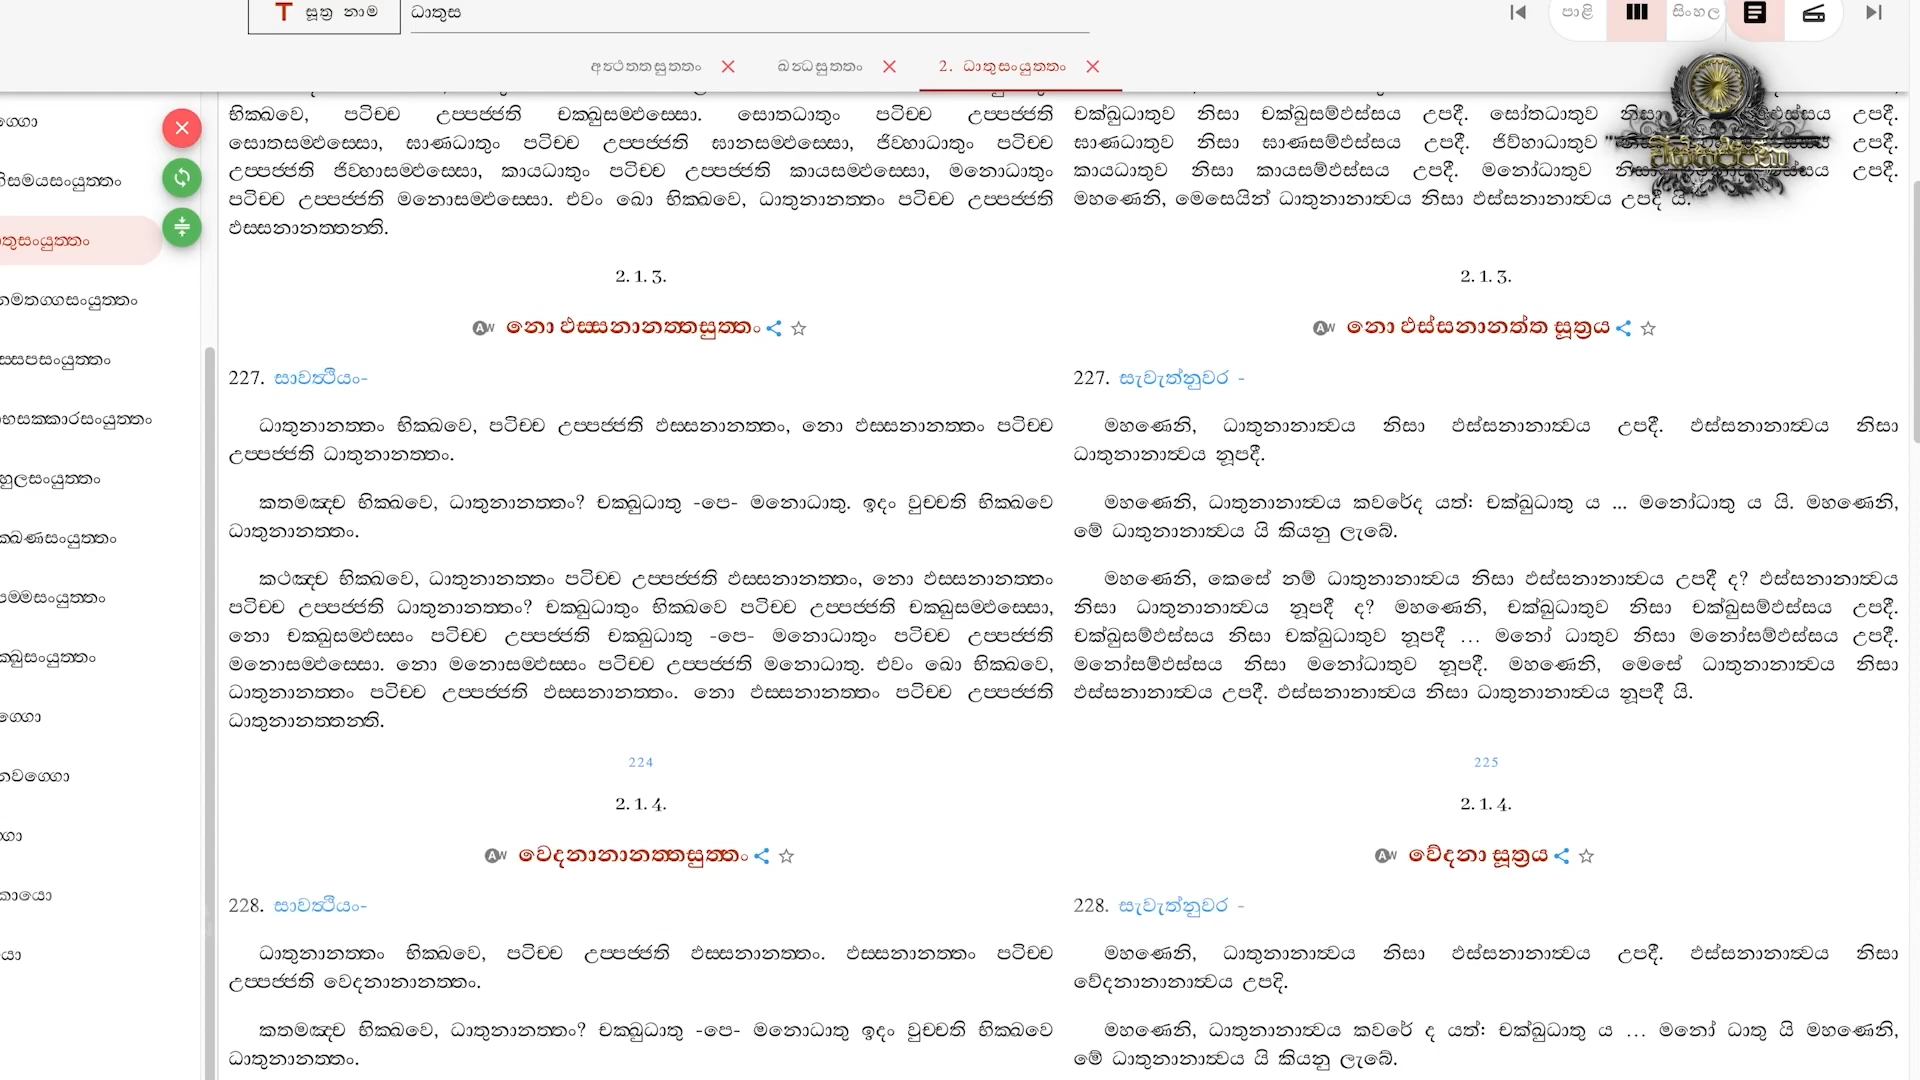 සූත්‍ර නාම
ධාතුස
පාළි
සිංහල
අත්‍ථතතසුත‍්තං
ඛන්‍ධසුත‍්තං
2. ධාතුසංයුත‍්තං
භික‍්ඛවෙ, පටිච‍්ච උප‍්පජ‍්ජති චක‍්ඛුසම‍්ඵස‍්සො. සොතධාතුං පටිච‍්ච උප‍්පජ‍්ජති
සොතසම‍්ඵස‍්සො, ඝාණධාතුං පටිච‍්ච උප‍්පජ‍්ජති ඝානසම‍්ඵස‍්සො, ජිව්හාධාතුං පටිච‍්ච
උප‍්පජ‍්ජති ජිව්හාසම‍්ඵස‍්සො, කායධාතුං පටිච‍්ච උප‍්පජ‍්ජති කායසම‍්ඵස‍්සො, මනොධාතුං
පටිච‍්ච උප‍්පජ‍්ජති මනොසම‍්ඵස‍්සො. එවං ඛො භික‍්ඛවෙ, ධාතුනානත‍්තං පටිච‍්ච උප‍්පජ‍්ජති
ඵස‍්සනානත‍්තන‍්ති.
2. 1. 3.
නො ඵස‍්සනානත‍්තසුත‍්තං
227. සාවත්‍ථියං-
ධාතුනානත‍්තං භික‍්ඛවෙ, පටිච‍්ච උප‍්පජ‍්ජති ඵස‍්සනානත‍්තං, නො ඵස‍්සනානත‍්තං පටිච‍්ච
උප‍්පජ‍්ජති ධාතුනානත‍්තං.
කතමඤ‍්ච භික‍්ඛවෙ, ධාතුනානත‍්තං? චක‍්ඛුධාතු -පෙ- මනොධාතු. ඉදං වුච‍්චති භික‍්ඛවෙ
ධාතුනානත‍්තං.
කථඤ‍්ච භික‍්ඛවෙ, ධාතුනානත‍්තං පටිච‍්ච උප‍්පජ‍්ජති ඵස‍්සනානත‍්තං, නො ඵස‍්සනානත‍්තං
පටිච‍්ච උප‍්පජ‍්ජති ධාතුනානත‍්තං? චක‍්ඛුධාතුං භික‍්ඛවෙ පටිච‍්ච උප‍්පජ‍්ජති චක‍්ඛුසම‍්ඵස‍්සො,
නො චක‍්ඛුසම‍්ඵස‍්සං පටිච‍්ච උප‍්පජ‍්ජති චක‍්ඛුධාතු -පෙ- මනොධාතුං පටිච‍්ච උප‍්පජ‍්ජති
මනොසම‍්ඵස‍්සො. නො මනොසම‍්ඵස‍්සං පටිච‍්ච උප‍්පජ‍්ජති මනොධාතු. එවං ඛො භික‍්ඛවෙ,
ධාතුනානත‍්තං පටිච‍්ච උප‍්පජ‍්ජති ඵස‍්සනානත‍්තං. නො ඵස‍්සනානත‍්තං පටිච‍්ච උප‍්පජ‍්ජති
ධාතුනානත‍්තන‍්ති.
224
2. 1. 4.
වෙදනානානත‍්තසුත‍්තං
228. සාවත්‍ථියං-
ධාතුනානත‍්තං භික‍්ඛවෙ, පටිච‍්ච උප‍්පජ‍්ජති ඵස‍්සනානත‍්තං. ඵස‍්සනානත‍්තං පටිච‍්ච
උප‍්පජ‍්ජති වෙදනානානත‍්තං.
කතමඤ‍්ච භික‍්ඛවෙ, ධාතුනානත‍්තං? චක‍්ඛුධාතු -පෙ- මනොධාතු ඉදං වුච‍්චති භික‍්ඛවෙ
ධාතුනානත‍්තං.
චක්ඛුධාතුව නිසා චක්ඛුසම්ඵස්සය උපදී. සෝතධාතුව නිසා උපදී.
ඝාණධාතුව නිසා ඝාණසම්ඵස්සය උපදී. ජිව්හාධාතුව උපදී.
කායධාතුව නිසා කායසම්ඵස්සය උපදී. මනෝධාතුව උපදී.
මහණෙනි, මෙසෙයින් ධාතුනානාත්‍වය නිසා ඵස්සනානාත්‍වය උපදී යි.
2. 1. 3.
නො ඵස්සනානත්ත සූත්‍රය
227. සැවැත්නුවර -
මහණෙනි, ධාතුනානාත්‍වය නිසා ඵස්සනානාත්‍වය උපදී. ඵස්සනානාත්‍වය නිසා
ධාතුනානාත්‍වය නූපදී.
මහණෙනි, ධාතුනානාත්‍වය කවරේද යත්: චක්ඛුධාතු ය ... මනෝධාතු ය යි. මහණෙනි,
මේ ධාතුනානාත්‍වය යි කියනු ලැබේ.
මහණෙනි, කෙසේ නම් ධාතුනානාත්‍වය නිසා ඵස්සනානාත්‍වය උපදී ද? ඵස්සනානාත්‍වය
නිසා ධාතුනානාත්‍වය නූපදී ද? මහණෙනි, චක්ඛුධාතුව නිසා චක්ඛුසම්ඵස්සය උපදී.
චක්ඛුසම්ඵස්සය නිසා චක්ඛුධාතුව නූපදී … මනෝ ධාතුව නිසා මනෝසම්ඵස්සය උපදී.
මනෝසම්ඵස්සය නිසා මනෝධාතුව නූපදී. මහණෙනි, මෙසේ ධාතුනානාත්‍වය නිසා
ඵස්සනානාත්‍වය උපදී. ඵස්සනානාත්‍වය නිසා ධාතුනානාත්‍වය නූපදී යි.
225
2. 1. 4.
වේදනා සූත්‍රය
228. සැවැත්නුවර -
මහණෙනි, ධාතුනානාත්‍වය නිසා ඵස්සනානාත්‍වය උපදී. ඵස්සනානාත්‍වය නිසා
වේදනානානාත්‍වය උපදි.
මහණෙනි, ධාතුනානාත්‍වය කවරේ ද යත්: චක්ඛුධාතු ය … මනෝ ධාතු යි මහණෙනි,
මේ ධාතුනානාත්‍වය යි කියනු ලැබේ.